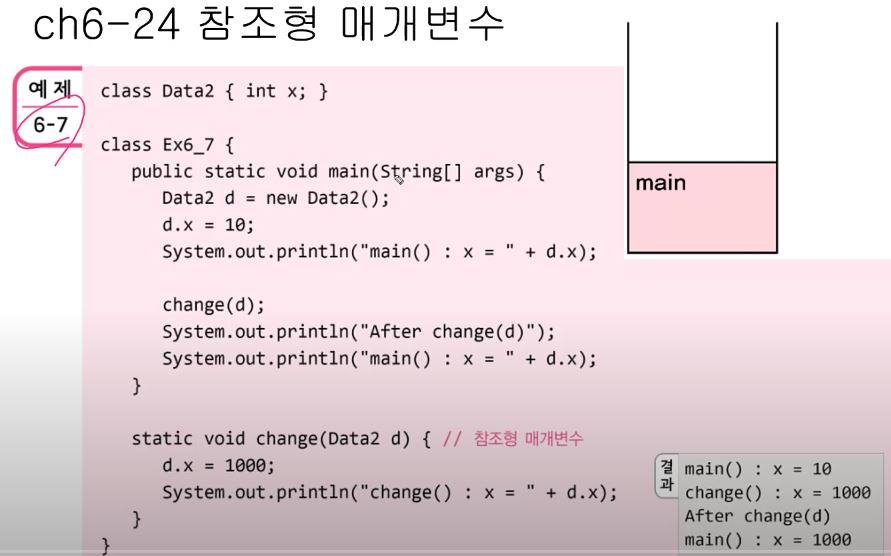 ch6-24 참조형 매개변수
예제
6-7
class Data2 { int x; }
class Ex6_7 {
public static void main(String[] args) {
Data2 d = new Data2();
d.x = 10;
System.out.println("main() : x = " + d.x);
change(d);
System.out.println("After change(d)");
System.out.println("main() : x = " + d.x);
}
static void change(Data2 d) { // 참조형 매개변수
d.x = 1000;
System.out.println("change() : x = " + d.x);
}
}
main
결과
main() : x = 10
change() : x = 1000
After change(d)
main() : x = 1000